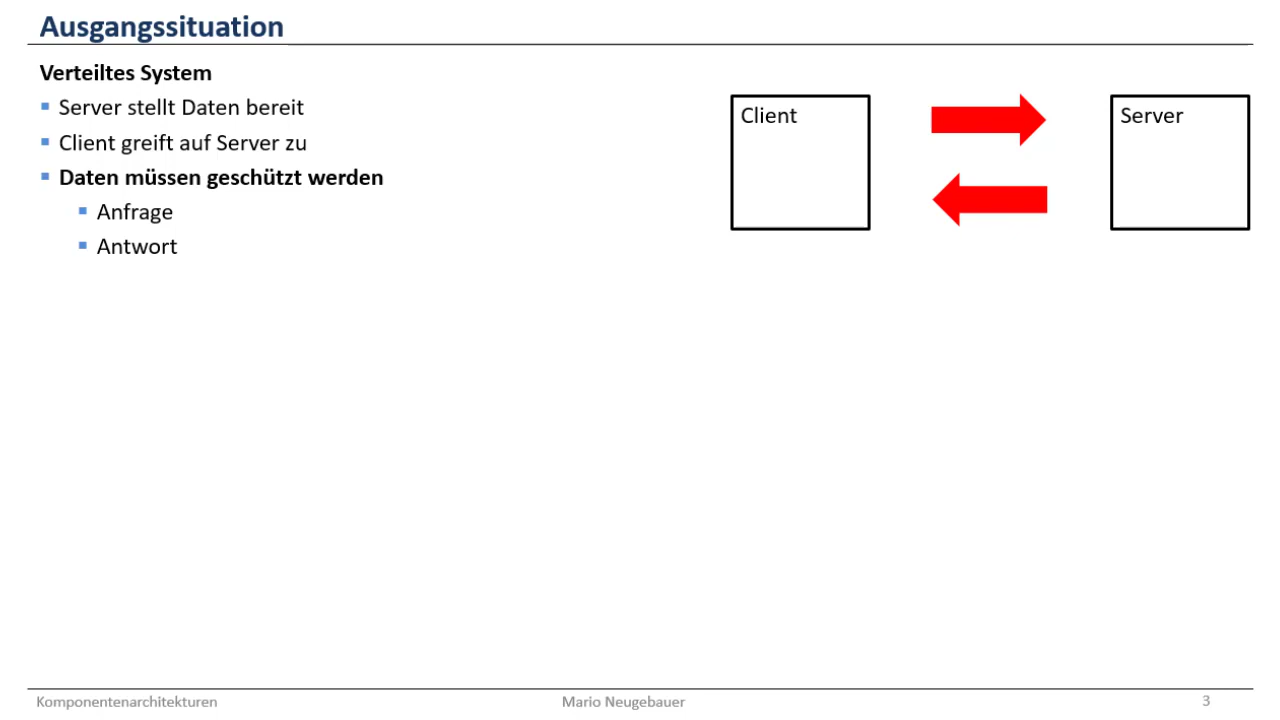 Ausgangssituation
Verteiltes System
Server stellt Daten bereit
Client greift auf Server zu
Daten müssen geschützt werden
Anfrage
Antwort
Client
Server
Komponentenarchitekturen
Mario Neugebauer
3